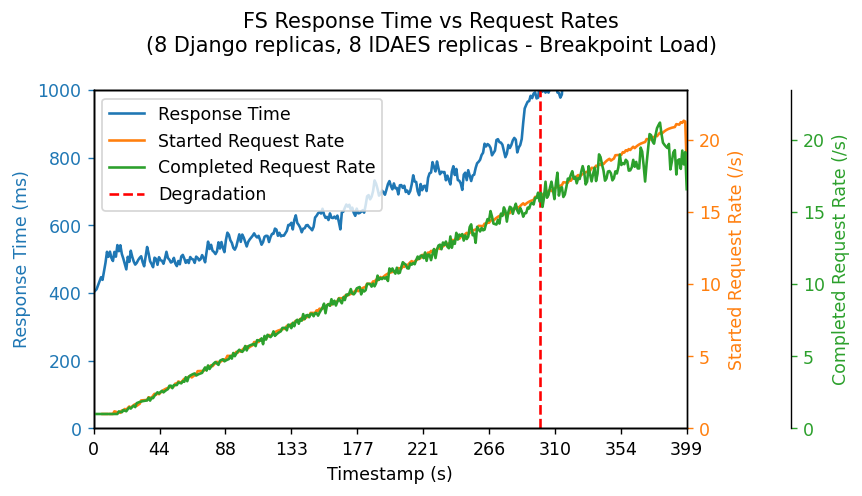 FS Response Time vs Request Rates
(8 Django replicas, 8 IDAES replicas - Breakpoint Load)
Response Time
Started Request Rate
Completed Request Rate
Degradation
Response Time (ms)
1000
800
600
400
200
0
0 44 88 133 177 221 266 310 354 399
Timestamp (s)
20
15
10
5
0
Started Request Rate (/s)
20
15
10
5
0
Completed Request Rate (/s)